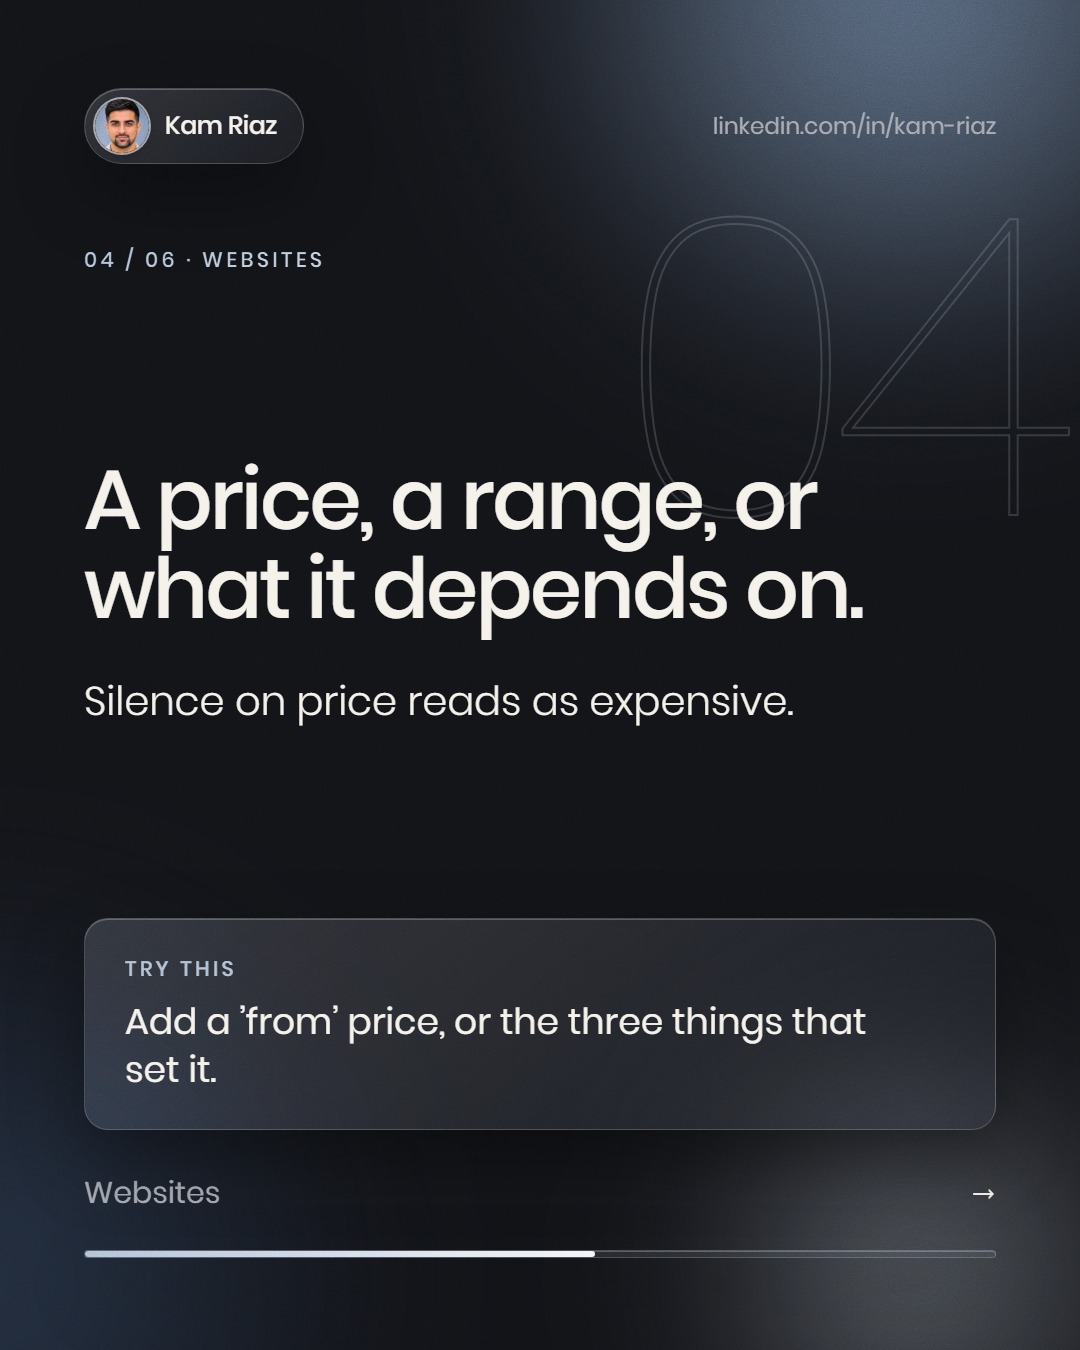 Kam Riaz
linkedin.com/in/kam-riaz
04 / 06 · WEBSITES
04
A price, a range, or
what it depends on.
Silence on price reads as expensive.
TRY THIS
Add a ’from’ price, or the three things that
set it.
Websites →